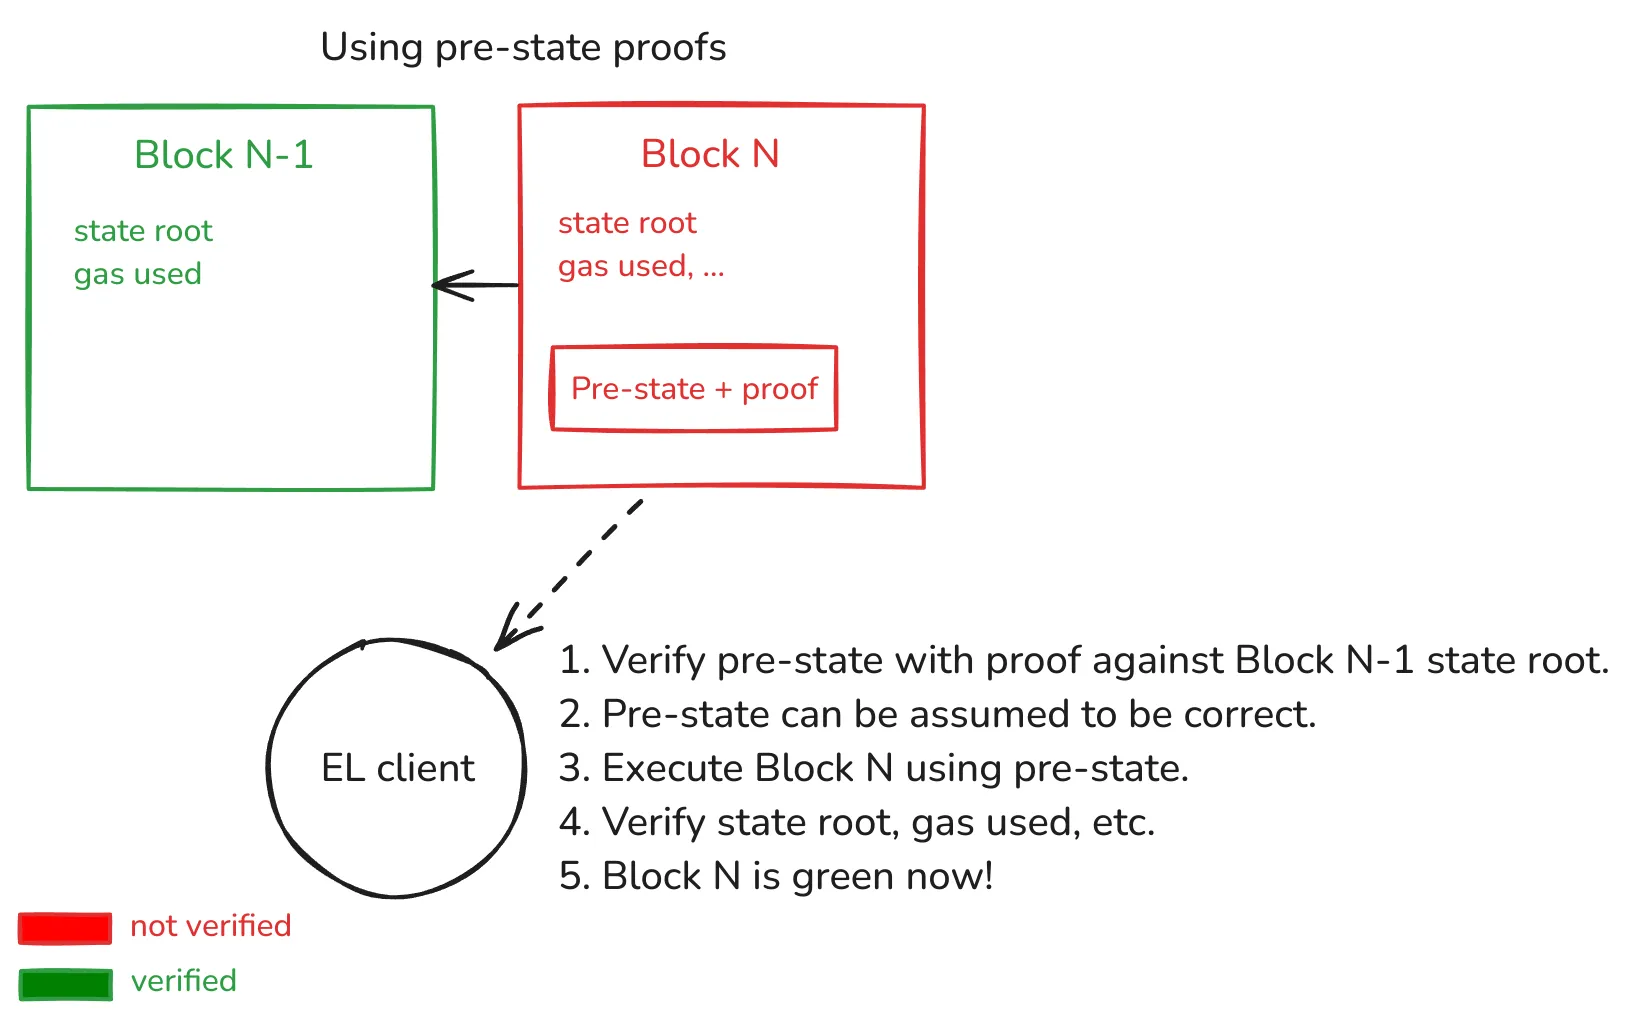 Using pre-state proofs
Block N-1
state root
gas used
Block N
state root
gas used, ...
Pre-state + proof
EL client
1. Verify pre-state with proof against Block N-1 state root.
2. Pre-state can be assumed to be correct.
3. Execute Block N using pre-state.
4. Verify state root, gas used, etc.
5. Block N is green now!
not verified
verified